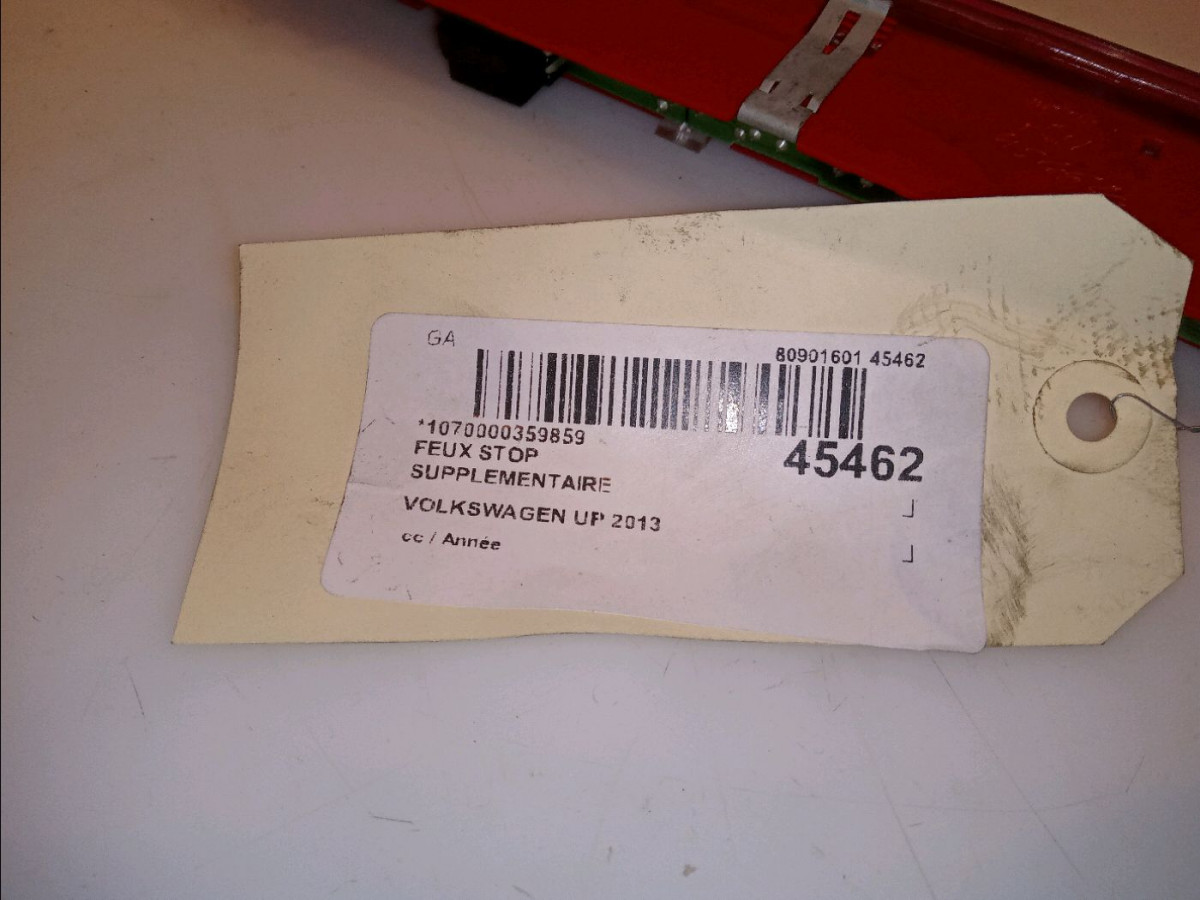 GA
80901601 45462
*1070000359859
45462
FEUX STOP
SUPPLEMENTAIRE
VOLKSWAGEN UP 2013
cc / Année